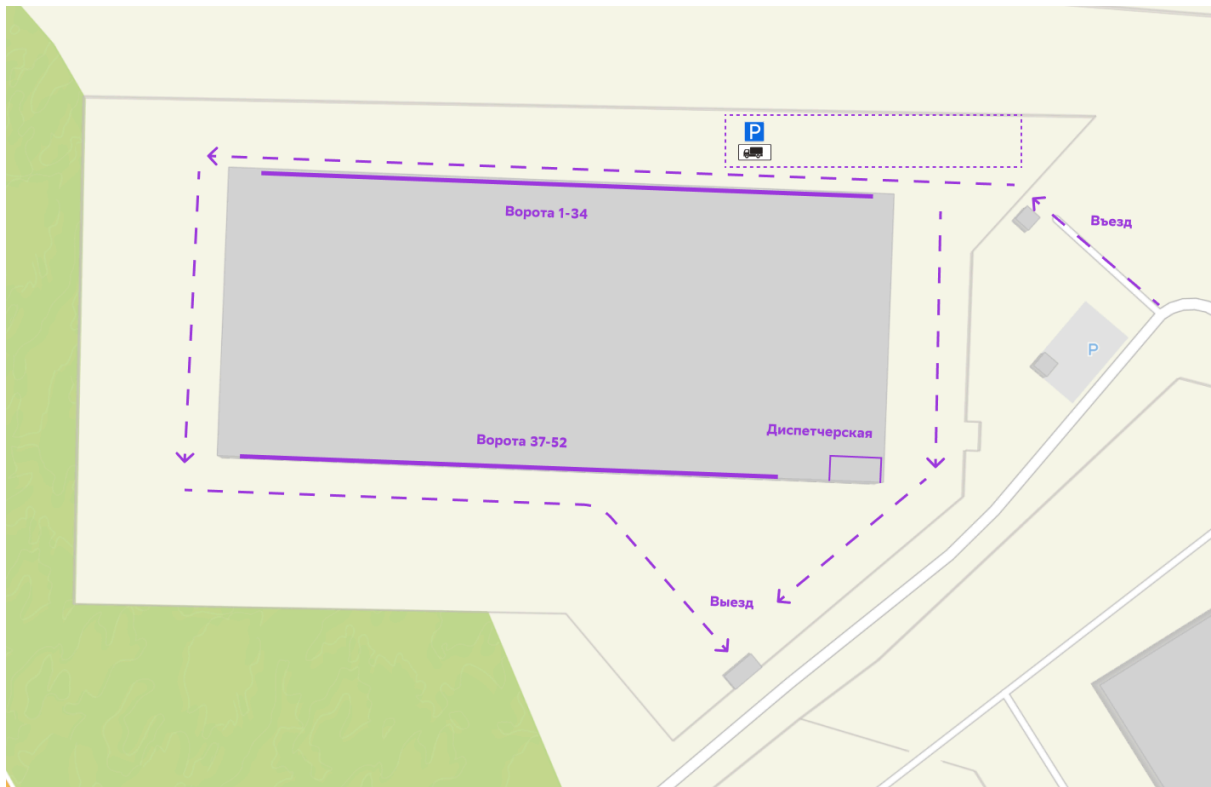 P
Ворота 1-34
Въезд
P
Диспетчерская
Ворота 37-52
Выезд